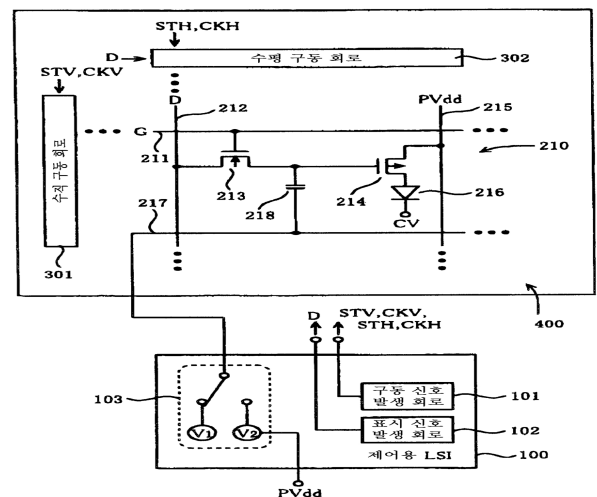 STH,CKH
D
수평 구동 회로
302
STV,CKV
D
212
PVdd
215
G
211
210
213
218
214
216
CV
217
수직 구동 회로
301
D
STV,CKV,
STH,CKH
400
103
구동 신호
발생 회로
101
표시 신호
발생 회로
102
V1
V2
제어용 LSI
100
PVdd